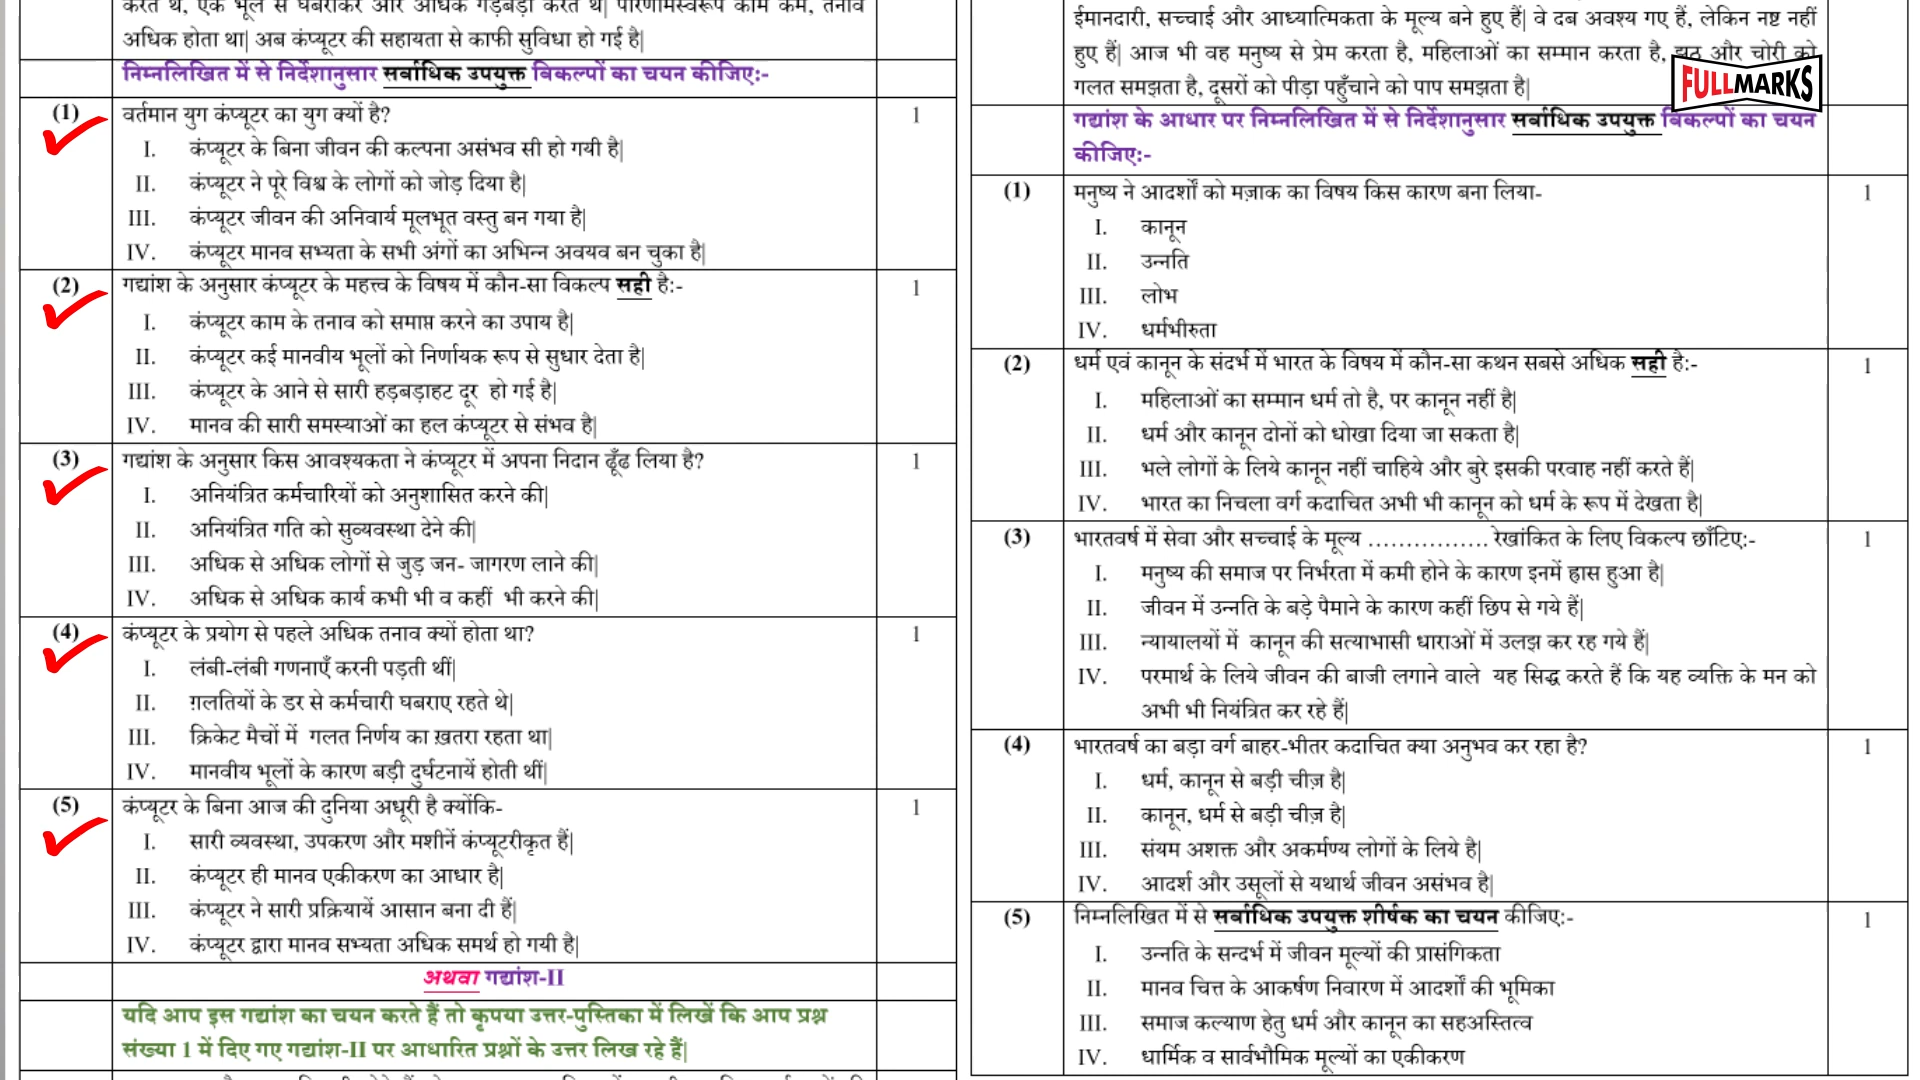 करते थे, एक भूल से घबराकर और अधिक गड़बड़ी करते थे| परिणामस्वरूप काम कम, तनाव
अधिक होता था| अब कंप्यूटर की सहायता से काफी सुविधा हो गई है|
निम्नलिखित में से निर्देशानुसार सर्वाधिक उपयुक्त विकल्पों का चयन कीजिए:-
(1) वर्तमान युग कंप्यूटर का युग क्यों है? 1
I. कंप्यूटर के बिना जीवन की कल्पना असंभव सी हो गयी है|
II. कंप्यूटर ने पूरे विश्व के लोगों को जोड़ दिया है|
III. कंप्यूटर जीवन की अनिवार्य मूलभूत वस्तु बन गया है|
IV. कंप्यूटर मानव सभ्यता के सभी अंगों का अभिन्न अवयव बन चुका है|
(2) गद्यांश के अनुसार कंप्यूटर के महत्त्व के विषय में कौन-सा विकल्प सही है:- 1
I. कंप्यूटर काम के तनाव को समाप्त करने का उपाय है|
II. कंप्यूटर कई मानवीय भूलों को निर्णायक रूप से सुधार देता है|
III. कंप्यूटर के आने से सारी हड़बड़ाहट दूर हो गई है|
IV. मानव की सारी समस्याओं का हल कंप्यूटर से संभव है|
(3) गद्यांश के अनुसार किस आवश्यकता ने कंप्यूटर में अपना निदान ढूँढ लिया है? 1
I. अनियंत्रित कर्मचारियों को अनुशासित करने की|
II. अनियंत्रित गति को सुव्यवस्था देने की|
III. अधिक से अधिक लोगों से जुड़ जन- जागरण लाने की|
IV. अधिक से अधिक कार्य कभी भी व कहीं भी करने की|
(4) कंप्यूटर के प्रयोग से पहले अधिक तनाव क्यों होता था? 1
I. लंबी-लंबी गणनाएँ करनी पड़ती थीं|
II. ग़लतियों के डर से कर्मचारी घबराए रहते थे|
III. क्रिकेट मैचों में गलत निर्णय का ख़तरा रहता था|
IV. मानवीय भूलों के कारण बड़ी दुर्घटनायें होती थीं|
(5) कंप्यूटर के बिना आज की दुनिया अधूरी है क्योंकि- 1
I. सारी व्यवस्था, उपकरण और मशीनें कंप्यूटरीकृत हैं|
II. कंप्यूटर ही मानव एकीकरण का आधार है|
III. कंप्यूटर ने सारी प्रक्रियायें आसान बना दी हैं|
IV. कंप्यूटर द्वारा मानव सभ्यता अधिक समर्थ हो गयी है|
अथवा गद्यांश-II
यदि आप इस गद्यांश का चयन करते हैं तो कृपया उत्तर-पुस्तिका में लिखें कि आप प्रश्न
संख्या 1 में दिए गए गद्यांश-II पर आधारित प्रश्नों के उत्तर लिख रहे हैं|
ईमानदारी, सच्चाई और आध्यात्मिकता के मूल्य बने हुए हैं| वे दब अवश्य गए हैं, लेकिन नष्ट नहीं
हुए हैं| आज भी वह मनुष्य से प्रेम करता है, महिलाओं का सम्मान करता है, झूठ और चोरी को
गलत समझता है, दूसरों को पीड़ा पहुँचाने को पाप समझता है|
FULLMARKS
गद्यांश के आधार पर निम्नलिखित में से निर्देशानुसार सर्वाधिक उपयुक्त विकल्पों का चयन
कीजिए:-
(1) मनुष्य ने आदर्शों को मज़ाक का विषय किस कारण बना लिया- 1
I. कानून
II. उन्नति
III. लोभ
IV. धर्मभीरुता
(2) धर्म एवं कानून के संदर्भ में भारत के विषय में कौन-सा कथन सबसे अधिक सही है:- 1
I. महिलाओं का सम्मान धर्म तो है, पर कानून नहीं है|
II. धर्म और कानून दोनों को धोखा दिया जा सकता है|
III. भले लोगों के लिये कानून नहीं चाहिये और बुरे इसकी परवाह नहीं करते हैं|
IV. भारत का निचला वर्ग कदाचित अभी भी कानून को धर्म के रूप में देखता है|
(3) भारतवर्ष में सेवा और सच्चाई के मूल्य ................ रेखांकित के लिए विकल्प छाँटिए:- 1
I. मनुष्य की समाज पर निर्भरता में कमी होने के कारण इनमें ह्रास हुआ है|
II. जीवन में उन्नति के बड़े पैमाने के कारण कहीं छिप से गये हैं|
III. न्यायालयों में कानून की सत्याभासी धाराओं में उलझ कर रह गये हैं|
IV. परमार्थ के लिये जीवन की बाजी लगाने वाले यह सिद्ध करते हैं कि यह व्यक्ति के मन को
अभी भी नियंत्रित कर रहे हैं|
(4) भारतवर्ष का बड़ा वर्ग बाहर-भीतर कदाचित क्या अनुभव कर रहा है? 1
I. धर्म, कानून से बड़ी चीज़ है|
II. कानून, धर्म से बड़ी चीज़ है|
III. संयम अशक्त और अकर्मण्य लोगों के लिये है|
IV. आदर्श और उसूलों से यथार्थ जीवन असंभव है|
(5) निम्नलिखित में से सर्वाधिक उपयुक्त शीर्षक का चयन कीजिए:- 1
I. उन्नति के सन्दर्भ में जीवन मूल्यों की प्रासंगिकता
II. मानव चित्त के आकर्षण निवारण में आदर्शों की भूमिका
III. समाज कल्याण हेतु धर्म और कानून का सहअस्तित्व
IV. धार्मिक व सार्वभौमिक मूल्यों का एकीकरण